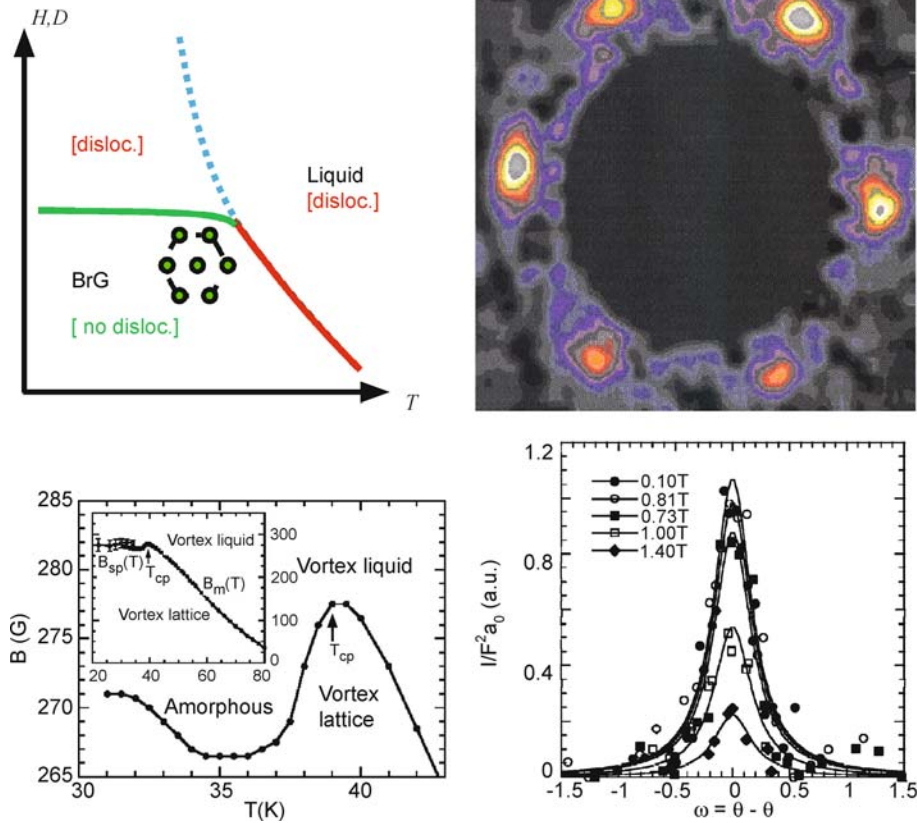 H,D
[disloc.]
Liquid
[disloc.]
BrG
[ no disloc.]
T
285
280
275
270
265
B (G)
30
35
40
T(K)
Vortex liquid
Amorphous
Vortex
lattice
T_cp
Vortex liquid
B_sp(T)
T_cp
B_m(T)
Vortex lattice
300
200
100
0
20
40
60
80
1.2
0.8
0.4
0
I/F²a₀ (a.u.)
0.10T
0.81T
0.73T
1.00T
1.40T
-1.5
-1
-0.5
0
0.5
1
1.5
ω = θ - θ